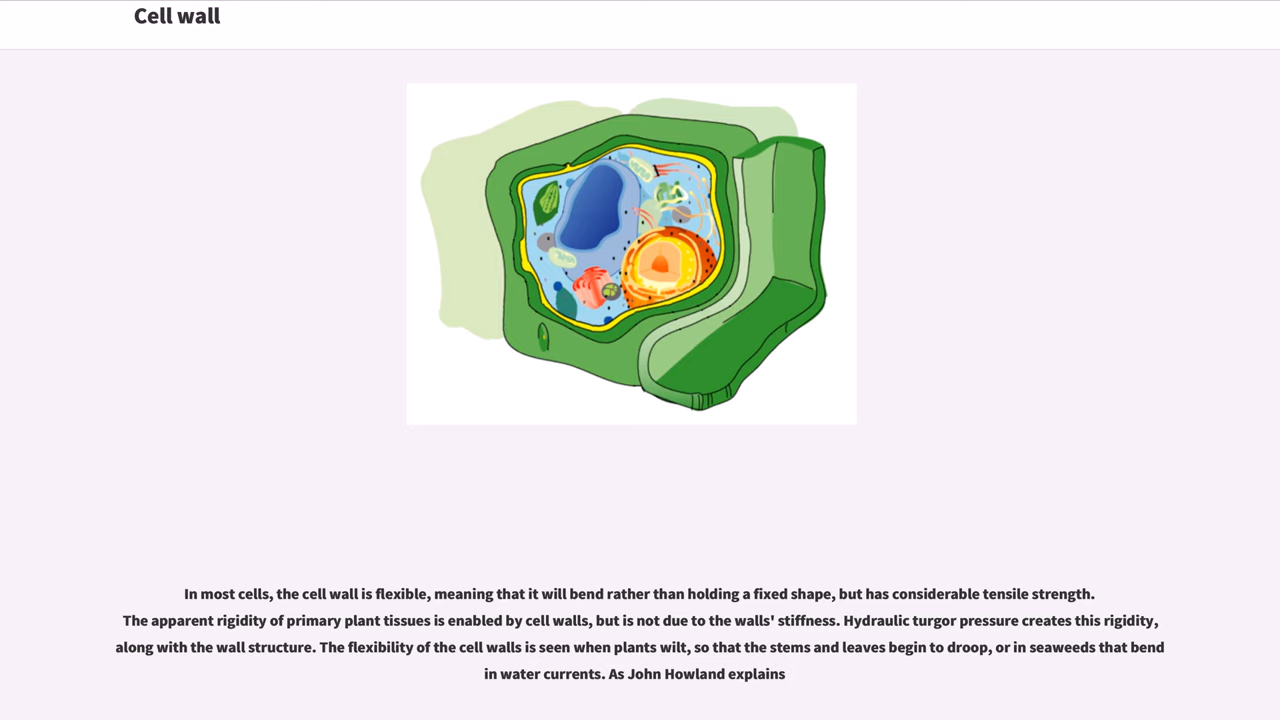 Cell wall
In most cells, the cell wall is flexible, meaning that it will bend rather than holding a fixed shape, but has considerable tensile strength.
The apparent rigidity of primary plant tissues is enabled by cell walls, but is not due to the walls' stiffness. Hydraulic turgor pressure creates this rigidity,
along with the wall structure. The flexibility of the cell walls is seen when plants wilt, so that the stems and leaves begin to droop, or in seaweeds that bend
in water currents. As John Howland explains